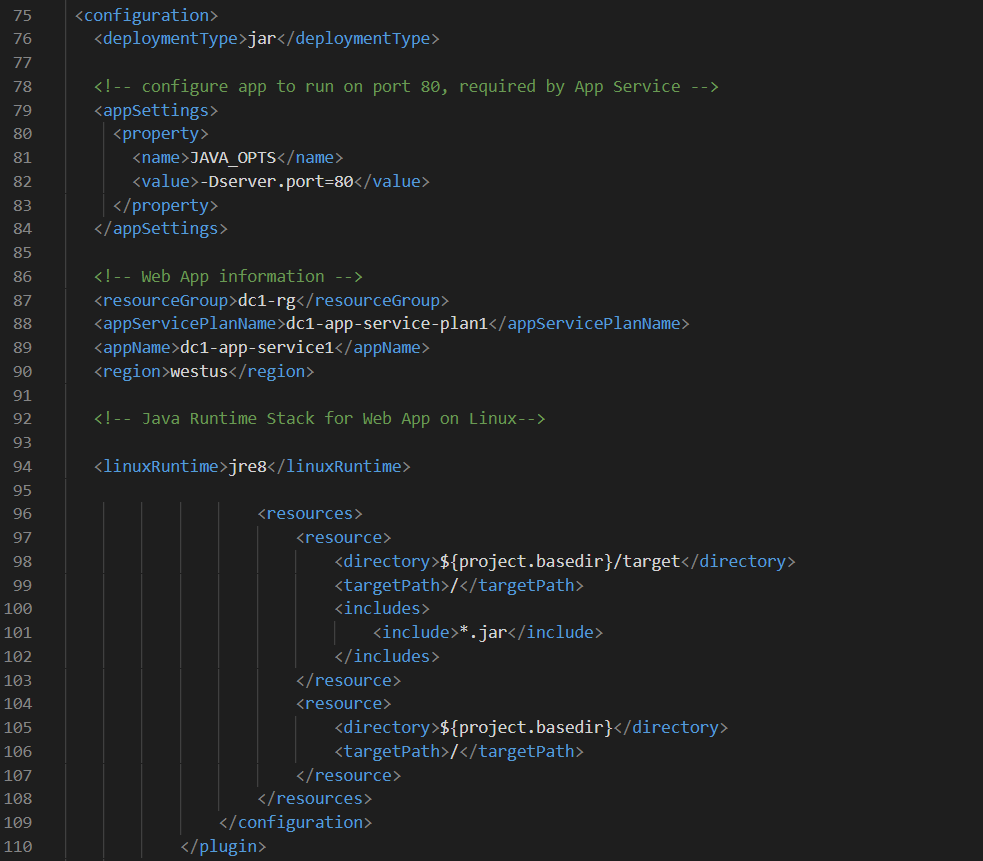 75 <configuration>
76 <deploymentType>jar</deploymentType>
77
78 <!-- configure app to run on port 80, required by App Service -->
79 <appSettings>
80 <property>
81 <name>JAVA_OPTS</name>
82 <value>-Dserver.port=80</value>
83 </property>
84 </appSettings>
85
86 <!-- Web App information -->
87 <resourceGroup>dc1-rg</resourceGroup>
88 <appServicePlanName>dc1-app-service-plan1</appServicePlanName>
89 <appName>dc1-app-service1</appName>
90 <region>westus</region>
91
92 <!-- Java Runtime Stack for Web App on Linux-->
93
94 <linuxRuntime>jre8</linuxRuntime>
95
96 <resources>
97 <resource>
98 <directory>${project.basedir}/target</directory>
99 <targetPath>/</targetPath>
100 <includes>
101 <include>*.jar</include>
102 </includes>
103 </resource>
104 <resource>
105 <directory>${project.basedir}</directory>
106 <targetPath>/</targetPath>
107 </resource>
108 </resources>
109 </configuration>
110 </plugin>